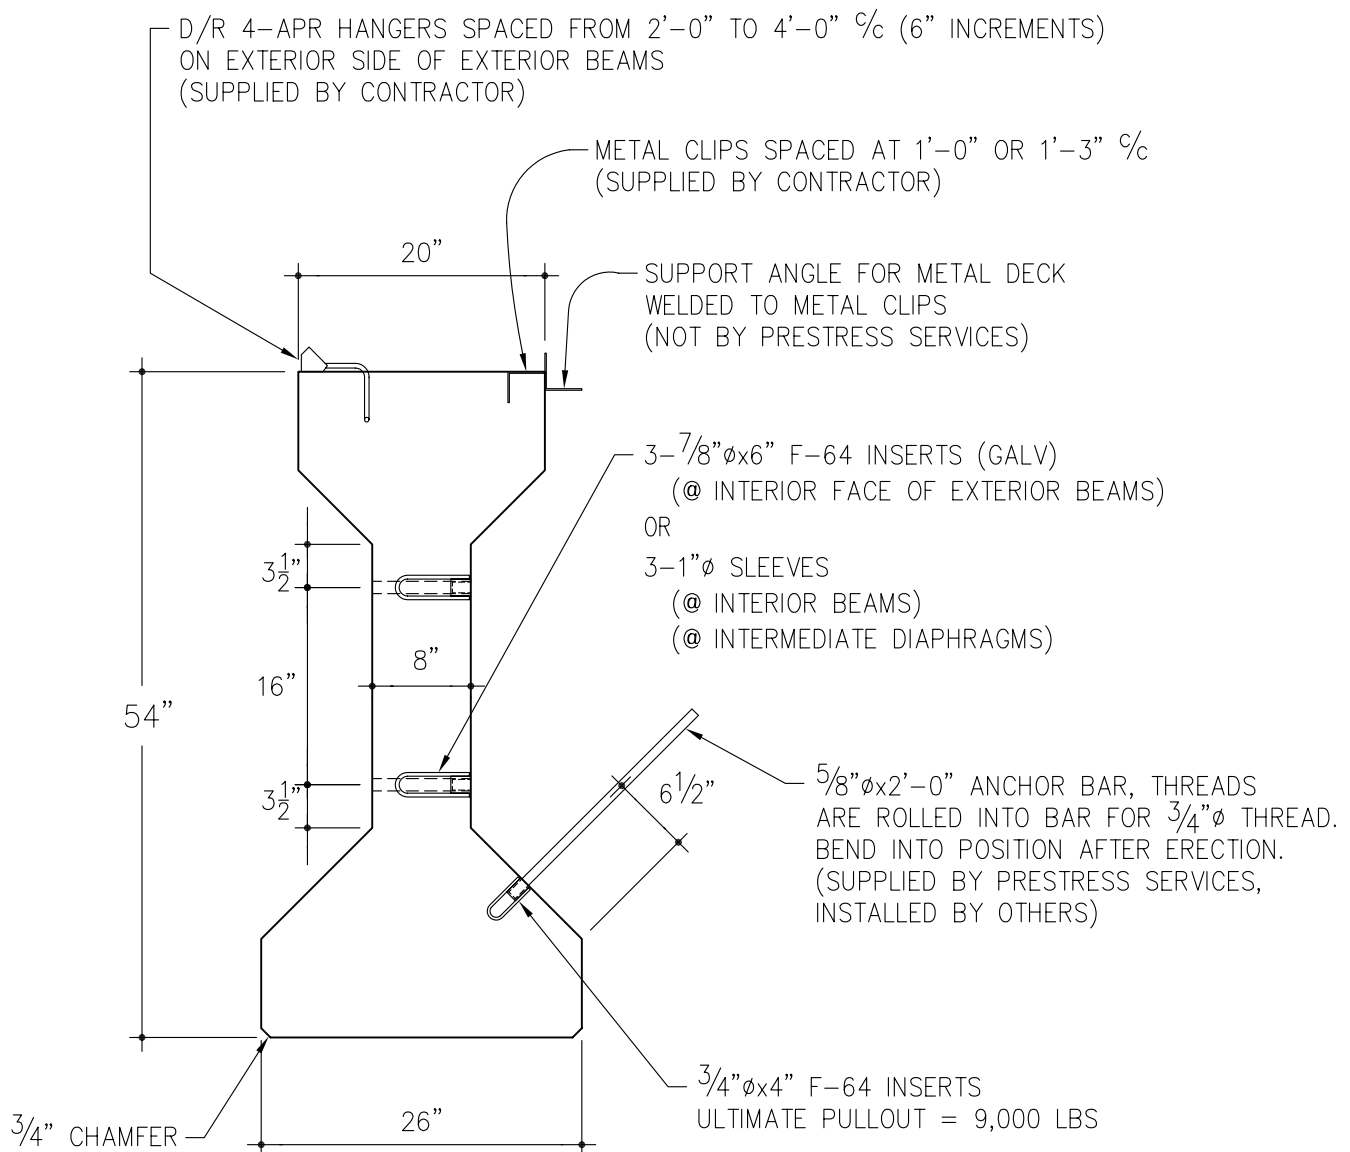 D/R 4-APR HANGERS SPACED FROM 2'-0" TO 4'-0" C/C (6" INCREMENTS)
ON EXTERIOR SIDE OF EXTERIOR BEAMS
(SUPPLIED BY CONTRACTOR)
METAL CLIPS SPACED AT 1'-0" OR 1'-3" C/C
(SUPPLIED BY CONTRACTOR)
20"
SUPPORT ANGLE FOR METAL DECK
WELDED TO METAL CLIPS
(NOT BY PRESTRESS SERVICES)
3-7/8"øx6" F-64 INSERTS (GALV)
(@ INTERIOR FACE OF EXTERIOR BEAMS)
OR
3-1"ø SLEEVES
(@ INTERIOR BEAMS)
(@ INTERMEDIATE DIAPHRAGMS)
3 1/2"
8"
16"
54"
3 1/2"
6 1/2"
5/8"øx2'-0" ANCHOR BAR, THREADS
ARE ROLLED INTO BAR FOR 3/4"ø THREAD.
BEND INTO POSITION AFTER ERECTION.
(SUPPLIED BY PRESTRESS SERVICES,
INSTALLED BY OTHERS)
3/4"øx4" F-64 INSERTS
ULTIMATE PULLOUT = 9,000 LBS
3/4" CHAMFER
26"